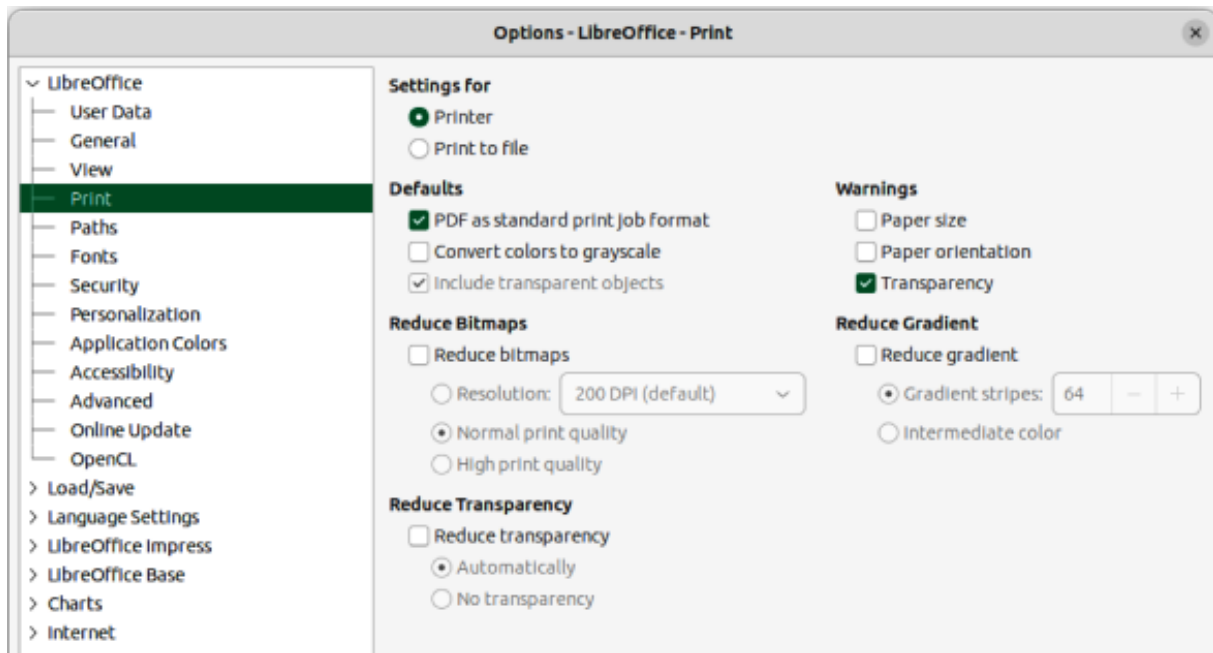 Options - LibreOffice - Print
LibreOffice
User Data
General
View
Print
Paths
Fonts
Security
Personalization
Application Colors
Accessibility
Advanced
Online Update
OpenCL
Load/Save
Language Settings
LibreOffice Impress
LibreOffice Base
Charts
Internet
Settings for
Printer
Print to file
Defaults
PDF as standard print job format
Convert colors to grayscale
Include transparent objects
Warnings
Paper size
Paper orientation
Transparency
Reduce Bitmaps
Reduce bitmaps
Resolution: 200 DPI (default)
Normal print quality
High print quality
Reduce Gradient
Reduce gradient
Gradient stripes: 64
Intermediate color
Reduce Transparency
Reduce transparency
Automatically
No transparency